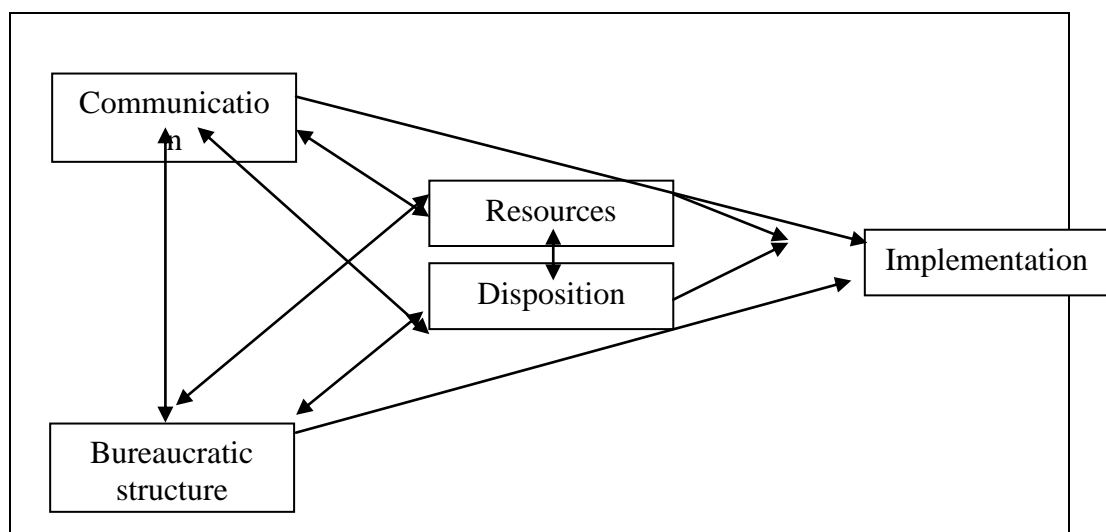 Communicatio
n
Resources
Implementation
Disposition
Bureaucratic
structure